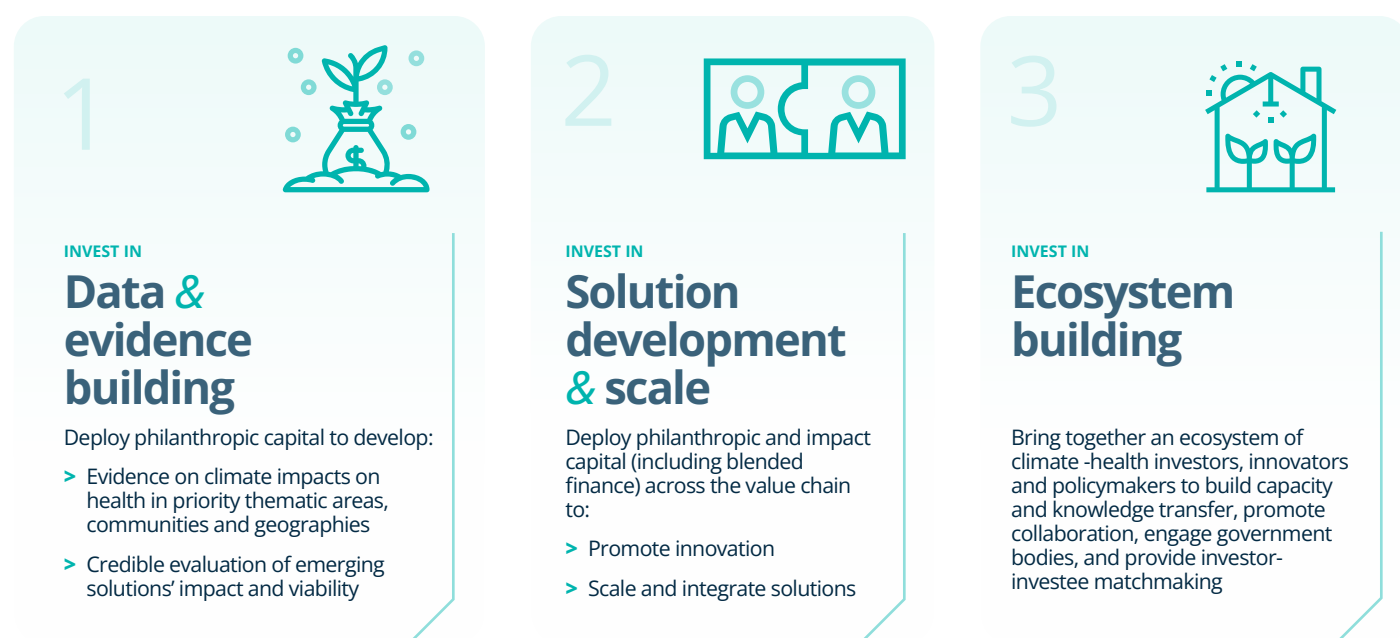 1
INVEST IN
Data &
evidence
building
Deploy philanthropic capital to develop:
> Evidence on climate impacts on
health in priority thematic areas,
communities and geographies
> Credible evaluation of emerging
solutions’ impact and viability
2
INVEST IN
Solution
development
& scale
Deploy philanthropic and impact
capital (including blended
finance) across the value chain
to:
> Promote innovation
> Scale and integrate solutions
3
INVEST IN
Ecosystem
building
Bring together an ecosystem of
climate -health investors, innovators
and policymakers to build capacity
and knowledge transfer, promote
collaboration, engage government
bodies, and provide investor-
investee matchmaking